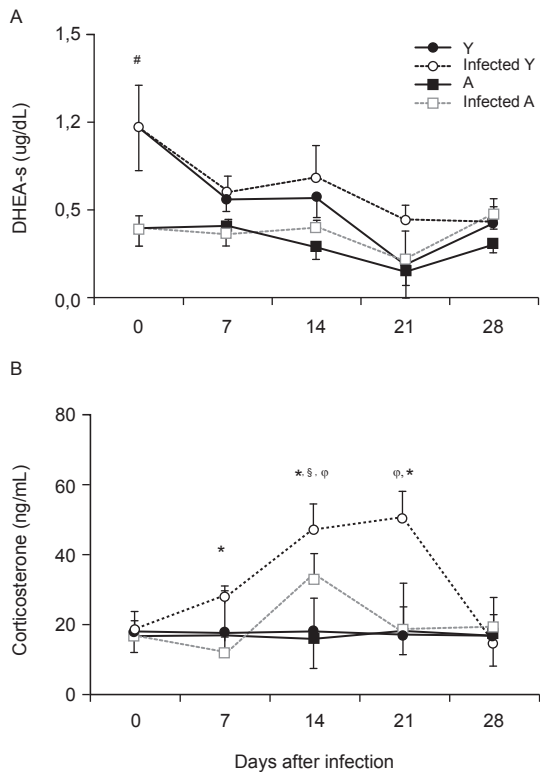 A
1,5
1,2
0,5
0,0
DHEA-s (ug/dL)
#
Y
Infected Y
A
Infected A
0 7 14 21 28
B
80
60
40
20
0
Corticosterone (ng/mL)
*
*, §, φ
φ, *
0 7 14 21 28
Days after infection